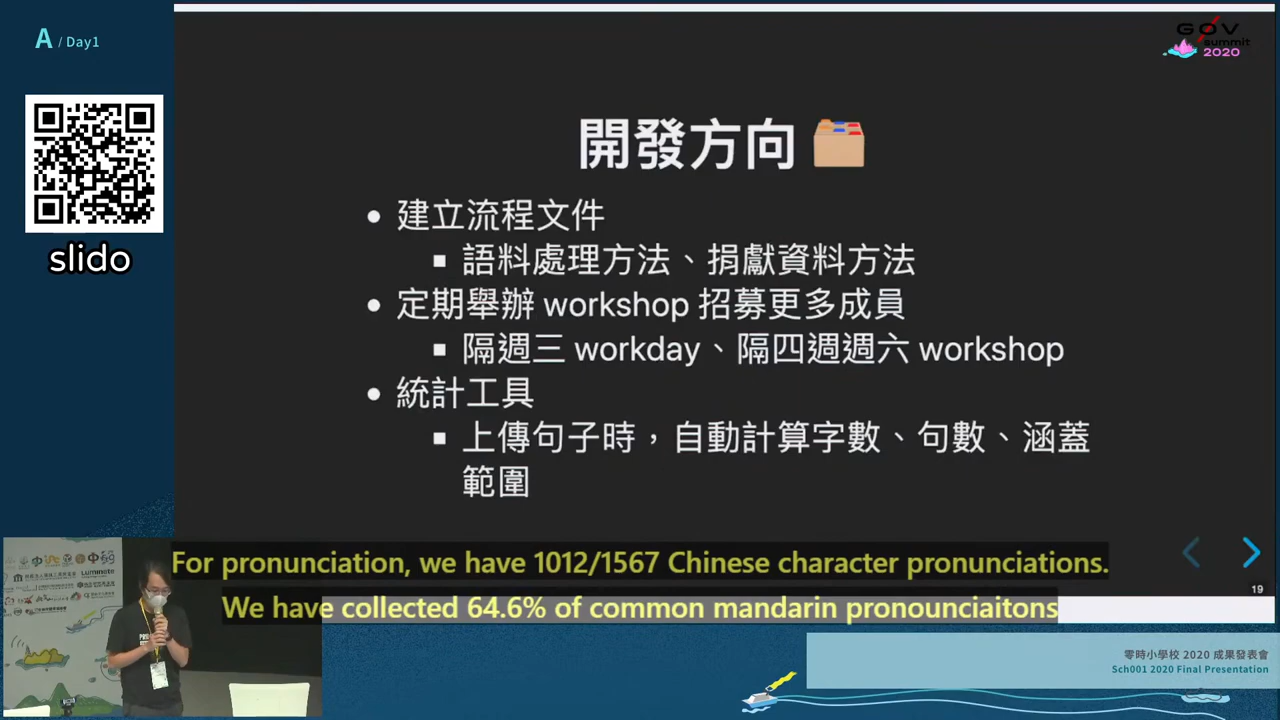 A / Day1
GØV
summit
2020
slido
開發方向
• 建立流程文件
▪ 語料處理方法、捐獻資料方法
• 定期舉辦 workshop 招募更多成員
▪ 隔週三 workday、隔四週週六 workshop
• 統計工具
▪ 上傳句子時，自動計算字數、句數、涵蓋
範圍
For pronunciation, we have 1012/1567 Chinese character pronunciations.
We have collected 64.6% of common mandarin pronounciaitons
19
零時小學校 2020 成果發表會
Sch001 2020 Final Presentation